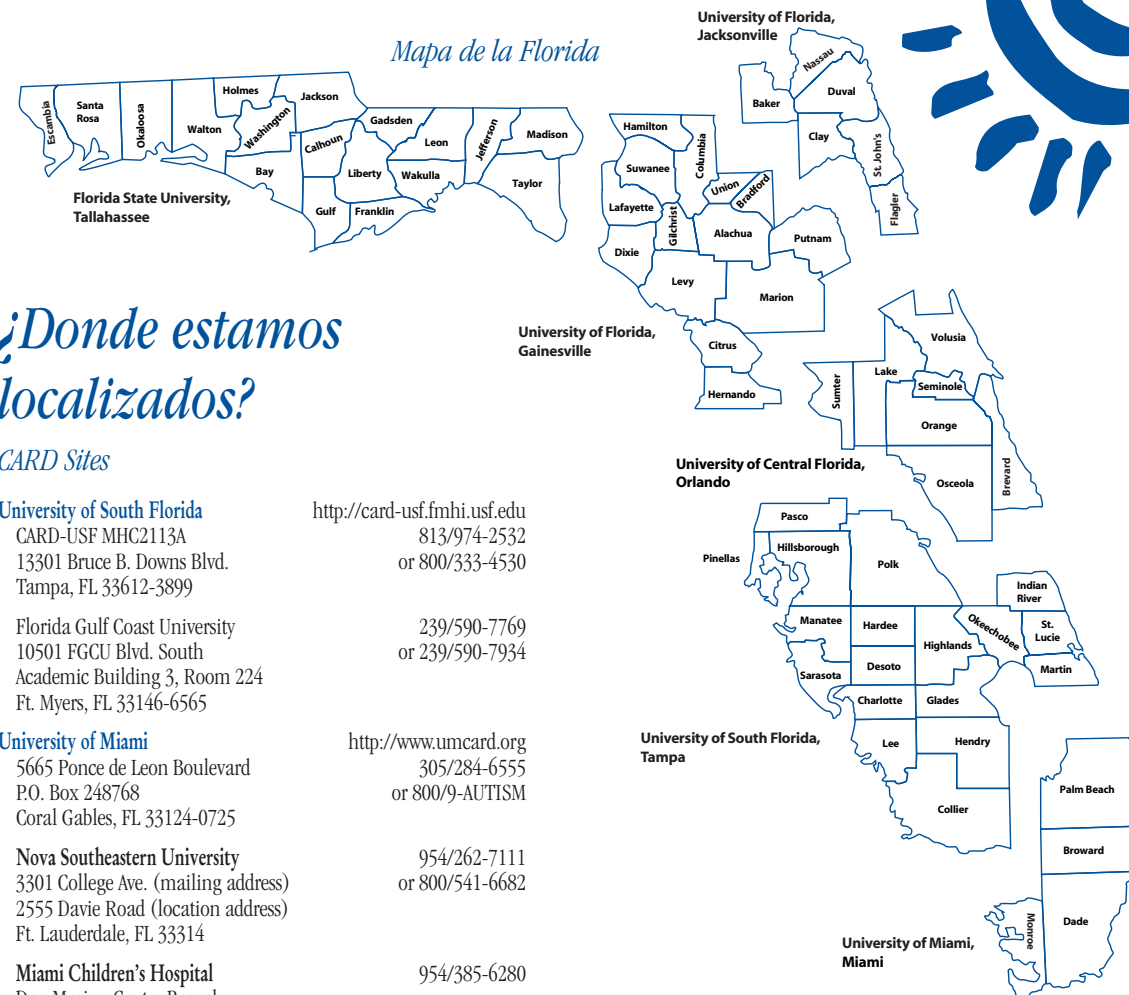 Mapa de la Florida
University of Florida,
Jacksonville
Nassau
Baker
Duval
Clay
St. John's
Flagler
Escambia
Santa
Rosa
Okaloosa
Walton
Holmes
Washington
Jackson
Bay
Calhoun
Gulf
Liberty
Franklin
Gadsden
Leon
Wakulla
Jefferson
Madison
Taylor
Florida State University,
Tallahassee
Hamilton
Suwanee
Columbia
Lafayette
Gilchrist
Union
Bradford
Alachua
Putnam
Dixie
Levy
Marion
Citrus
Hernando
University of Florida,
Gainesville
Volusia
Lake
Seminole
Sumter
Orange
Osceola
Brevard
University of Central Florida,
Orlando
Pasco
Pinellas
Hillsborough
Polk
Indian
River
Manatee
Hardee
Highlands
Okeechobee
St.
Lucie
Martin
Sarasota
Desoto
Charlotte
Glades
Lee
Hendry
Collier
University of South Florida,
Tampa
Palm Beach
Broward
Dade
Monroe
University of Miami,
Miami
¿Donde estamos
localizados?
CARD Sites
University of South Florida http://card-usf.fmhi.usf.edu
CARD-USF MHC2113A 813/974-2532
13301 Bruce B. Downs Blvd. or 800/333-4530
Tampa, FL 33612-3899
Florida Gulf Coast University 239/590-7769
10501 FGCU Blvd. South or 239/590-7934
Academic Building 3, Room 224
Ft. Myers, FL 33146-6565
University of Miami http://www.umcard.org
5665 Ponce de Leon Boulevard 305/284-6555
P.O. Box 248768 or 800/9-AUTISM
Coral Gables, FL 33124-0725
Nova Southeastern University 954/262-7111
3301 College Ave. (mailing address) or 800/541-6682
2555 Davie Road (location address)
Ft. Lauderdale, FL 33314
Miami Children's Hospital 954/385-6280